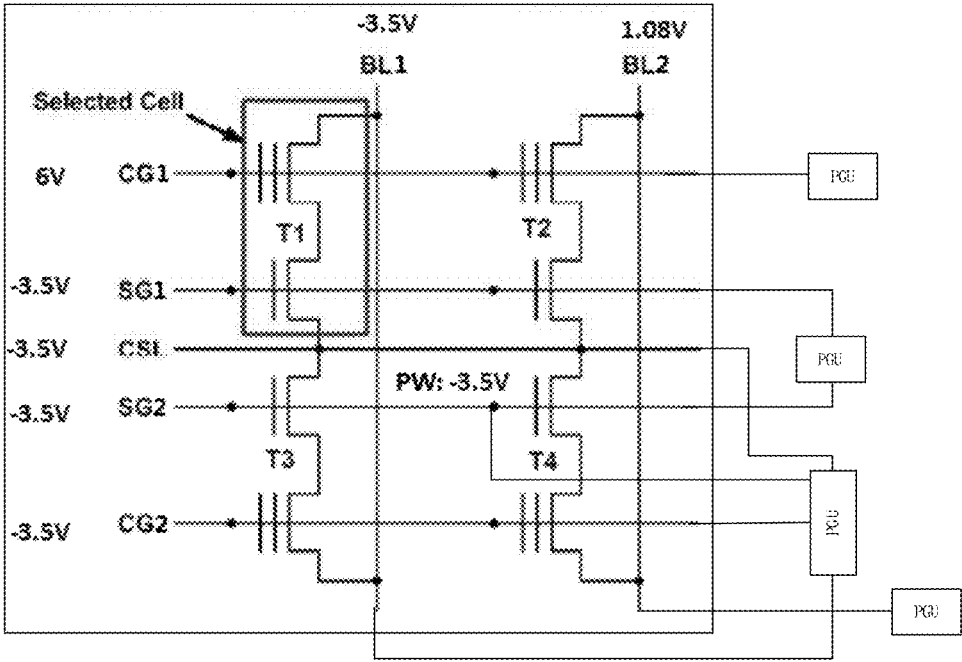 -3.5V 1.08V
BL1 BL2
Selected Cell
6V CG1 PGU
T1 T2
-3.5V SG1
-3.5V CSL PGU
PW: -3.5V
-3.5V SG2
T3 T4
-3.5V CG2 PGU
PGU